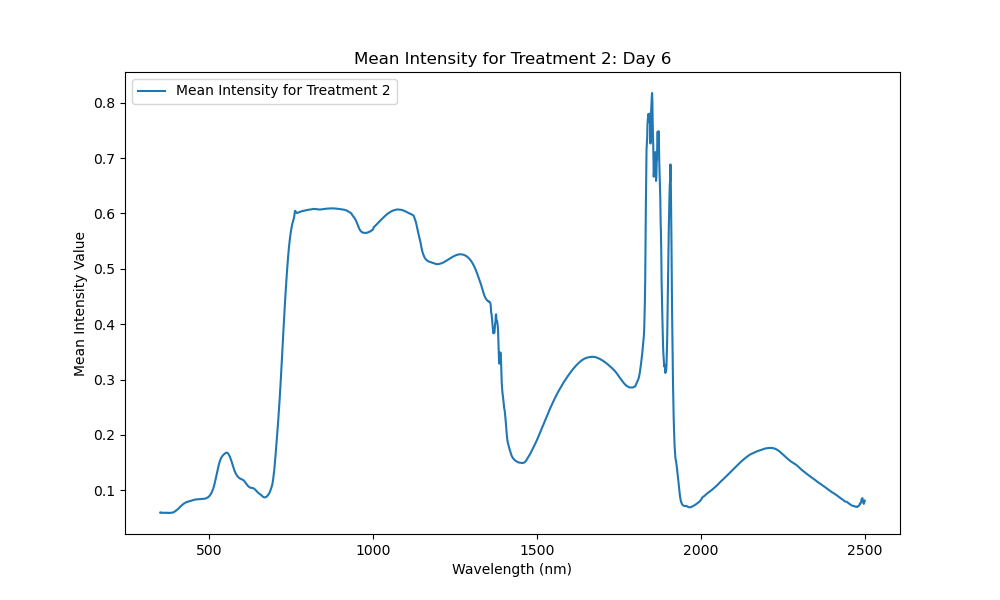 Mean Intensity for Treatment 2: Day 6
Mean Intensity for Treatment 2
Mean Intensity Value
0.8
0.7
0.6
0.5
0.4
0.3
0.2
0.1
500 1000 1500 2000 2500
Wavelength (nm)